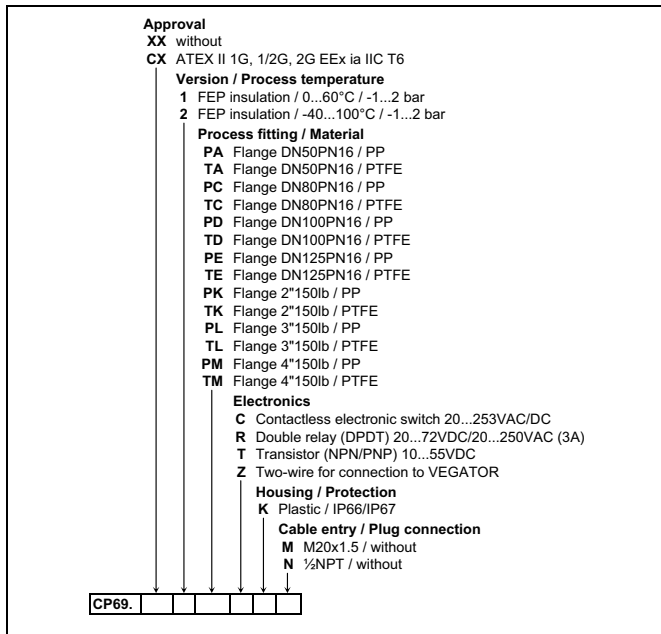 Approval
XX without
CX ATEX II 1G, 1/2G, 2G EEx ia IIC T6
Version / Process temperature
1 FEP insulation / 0...60°C / -1...2 bar
2 FEP insulation / -40...100°C / -1...2 bar
Process fitting / Material
PA Flange DN50PN16 / PP
TA Flange DN50PN16 / PTFE
PC Flange DN80PN16 / PP
TC Flange DN80PN16 / PTFE
PD Flange DN100PN16 / PP
TD Flange DN100PN16 / PTFE
PE Flange DN125PN16 / PP
TE Flange DN125PN16 / PTFE
PK Flange 2"150lb / PP
TK Flange 2"150lb / PTFE
PL Flange 3"150lb / PP
TL Flange 3"150lb / PTFE
PM Flange 4"150lb / PP
TM Flange 4"150lb / PTFE
Electronics
C Contactless electronic switch 20...253VAC/DC
R Double relay (DPDT) 20...72VDC/20...250VAC (3A)
T Transistor (NPN/PNP) 10...55VDC
Z Two-wire for connection to VEGATOR
Housing / Protection
K Plastic / IP66/IP67
Cable entry / Plug connection
M M20x1.5 / without
N ½NPT / without
CP69.